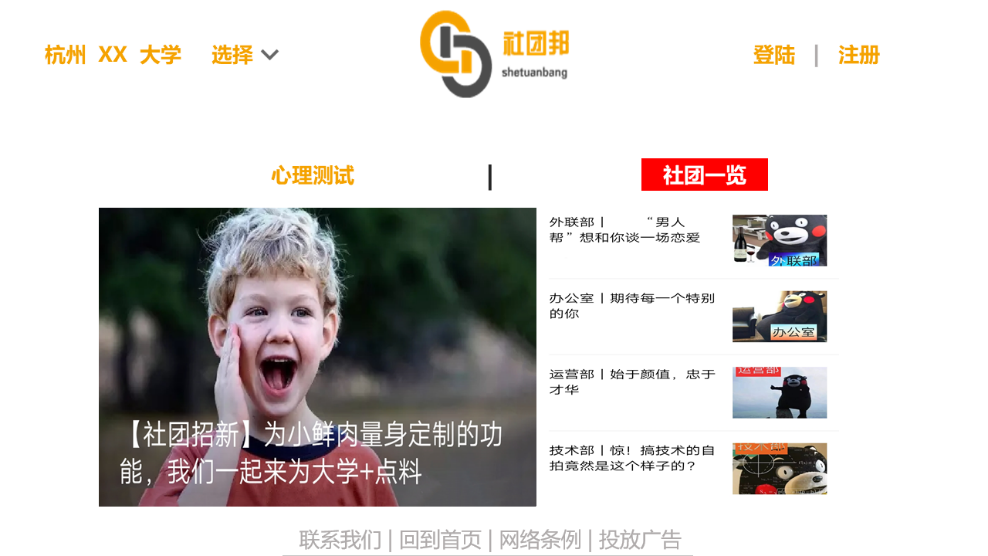 杭州 XX 大学 选择
社团邦
shetuanbang
登陆 | 注册
心理测试 |
社团一览
【社团招新】为小鲜肉量身定制的功
能，我们一起来为大学+点料
外联部丨 “男人
帮”想和你谈一场恋爱
外联部
办公室丨期待每一个特别
的你
办公室
运营部丨始于颜值，忠于
才华
运营部
技术部丨惊！搞技术的自
拍竟然是这个样子的？
技术部
联系我们 | 回到首页 | 网络条例 | 投放广告